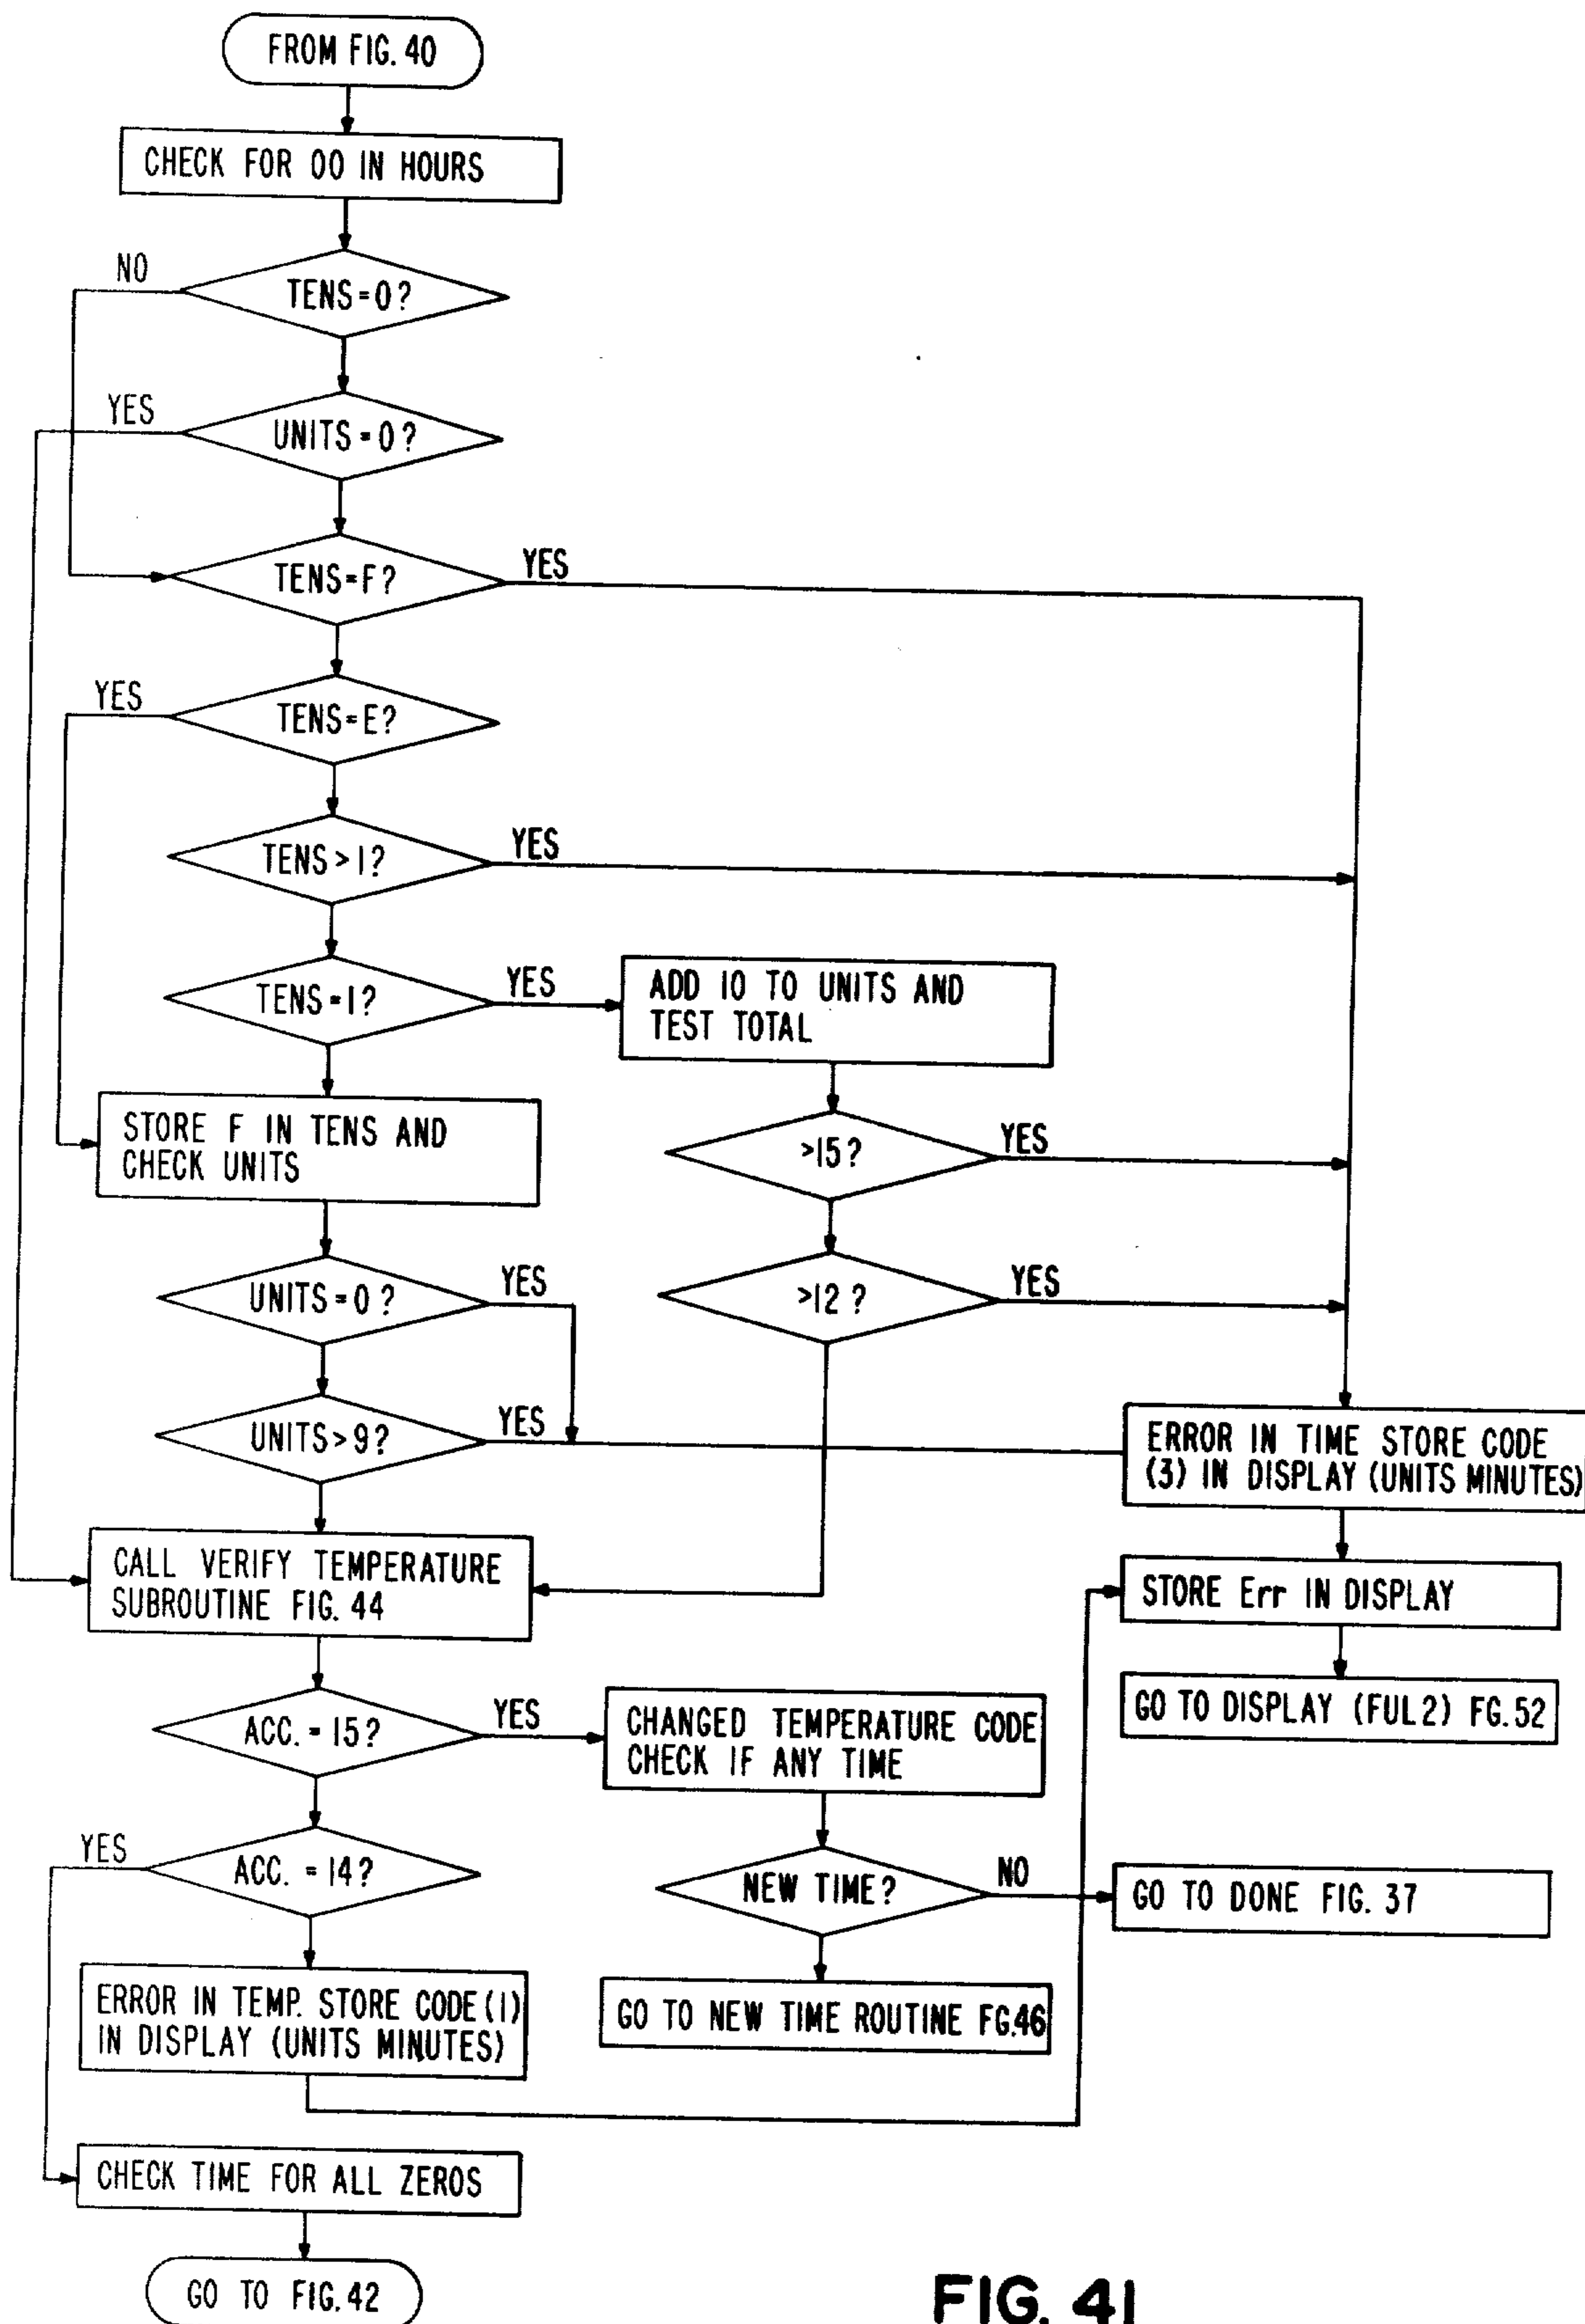 FROM FIG. 40
CHECK FOR 00 IN HOURS
NO
TENS=0?
YES
UNITS=0?
TENS=F?
YES
YES
TENS=E?
TENS>1?
YES
TENS=1?
YES
ADD 10 TO UNITS AND
TEST TOTAL
STORE F IN TENS AND
CHECK UNITS
>15?
YES
UNITS=0?
YES
>12?
YES
UNITS>9?
YES
ERROR IN TIME STORE CODE
(3) IN DISPLAY (UNITS MINUTES)
CALL VERIFY TEMPERATURE
SUBROUTINE FIG. 44
STORE Err IN DISPLAY
GO TO DISPLAY (FUL2) FG. 52
ACC. = 15?
YES
CHANGED TEMPERATURE CODE
CHECK IF ANY TIME
YES
ACC. = 14?
NEW TIME?
NO
GO TO DONE FIG. 37
ERROR IN TEMP. STORE CODE (1)
IN DISPLAY (UNITS MINUTES)
GO TO NEW TIME ROUTINE FG.46
CHECK TIME FOR ALL ZEROS
GO TO FIG. 42
FIG. 41